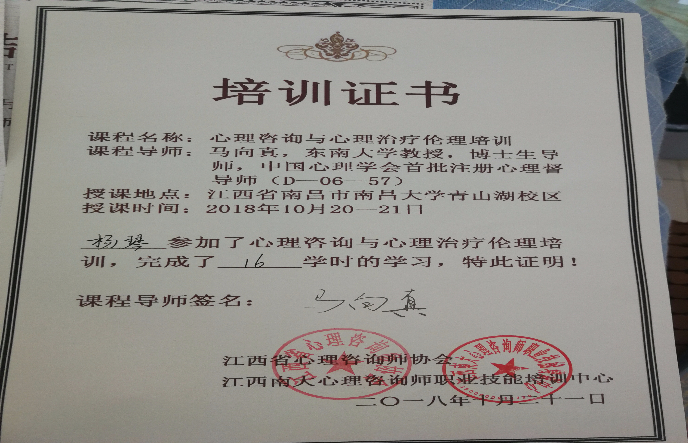 培训证书
课程名称：心理咨询与心理治疗伦理培训
课程导师：马向真，东南大学教授，博士生导
师，中国心理学会首批注册心理督
导师（D—06—57）
授课地点：江西省南昌市南昌大学青山湖校区
授课时间：2018年10月20—21日
杨琴 参加了心理咨询与心理治疗伦理培
训，完成了 16 学时的学习，特此证明！
课程导师签名： 马向真
江西省心理咨询师协会
江西南大心理咨询师职业技能培训中心
二〇一八年十月二十一日